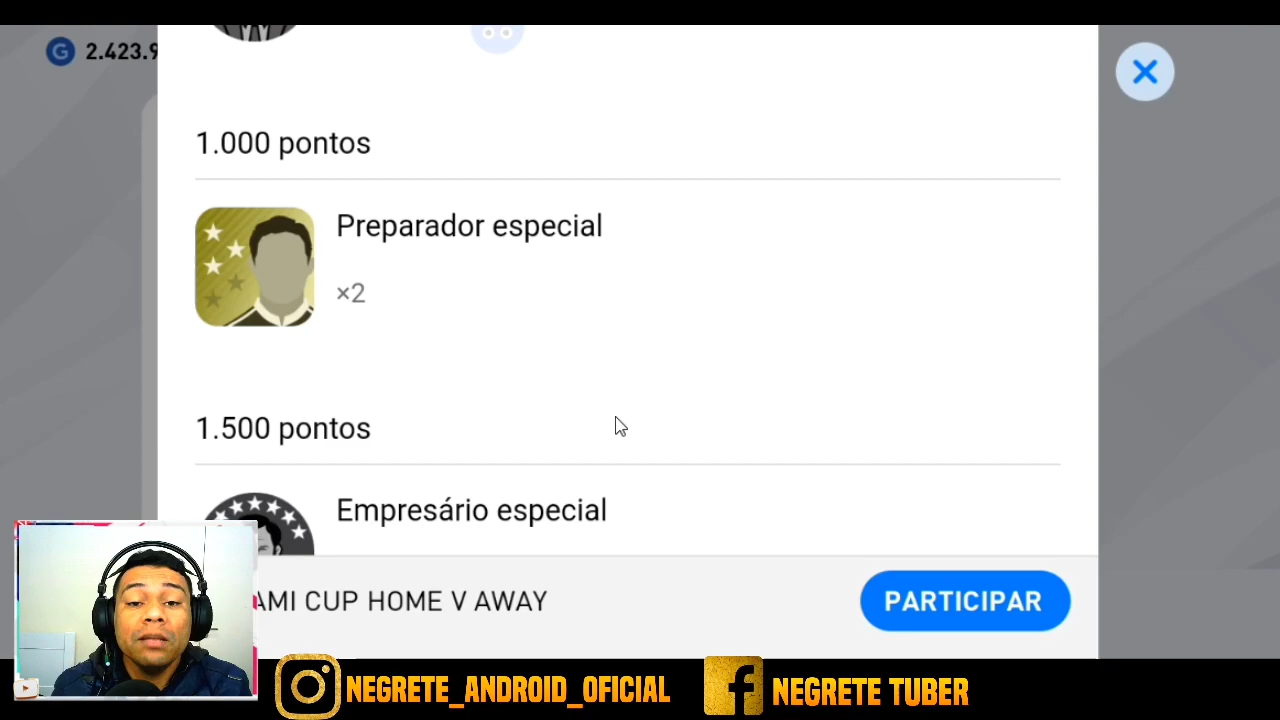 2.423.9
1.000 pontos
Preparador especial
×2
1.500 pontos
Empresário especial
AMI CUP HOME V AWAY
PARTICIPAR
NEGRETE_ANDROID_OFICIAL
NEGRETE TUBER